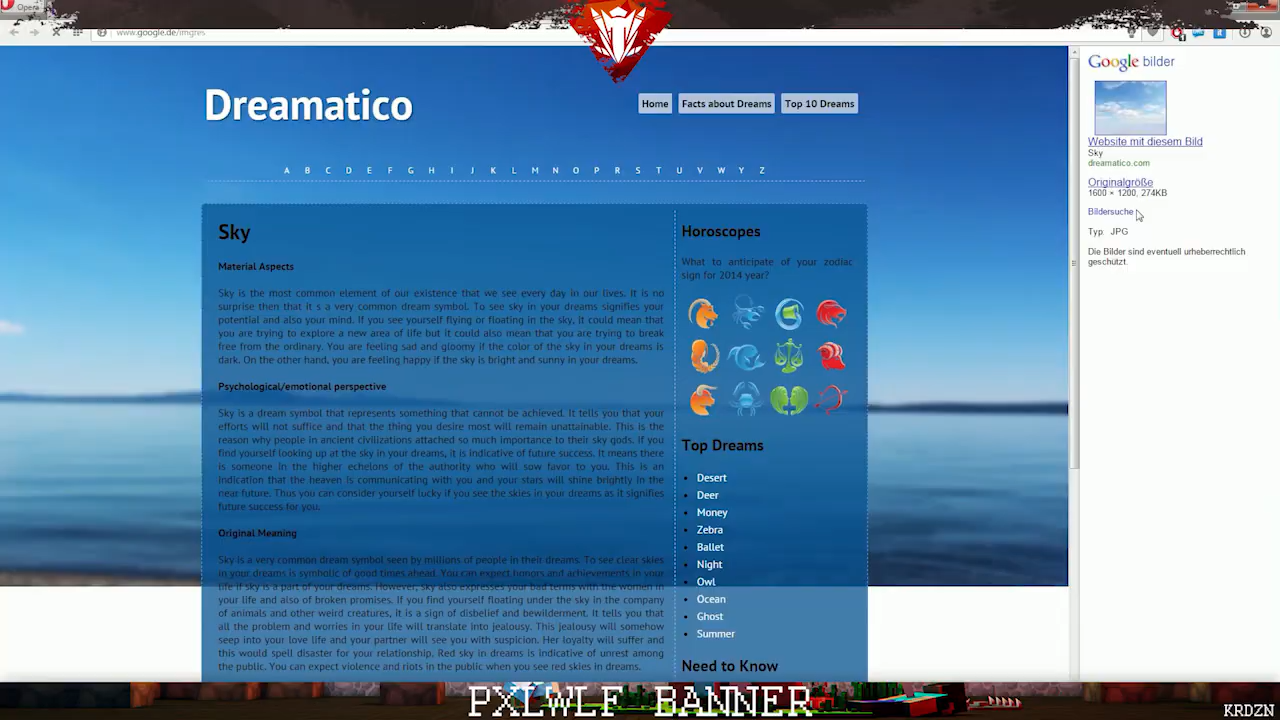 Opera
www.google.de/imgres
Dreamatico
Home
Facts about Dreams
Top 10 Dreams
A B C D E F G H I J K L M N O P R S T U V W Y Z
Sky
Material Aspects
Sky is the most common element of our existence that we see every day in our lives. It is no
surprise then that it s a very common dream symbol. To see sky in your dreams signifies your
potential and also your mind. If you see yourself flying or floating in the sky, it could mean that
you are trying to explore a new area of life but it could also mean that you are trying to break
free from the ordinary. You are feeling sad and gloomy if the color of the sky in your dreams is
dark. On the other hand, you are feeling happy if the sky is bright and sunny in your dreams.
Psychological/emotional perspective
Sky is a dream symbol that represents something that cannot be achieved. It tells you that your
efforts will not suffice and that the thing you desire most will remain unattainable. This is the
reason why people in ancient civilizations attached so much importance to their sky gods. If you
find yourself looking up at the sky in your dreams, it is indicative of future success. It means there
is someone in the higher echelons of the authority who will sow favor to you. This is an
indication that the heaven is communicating with you and your stars will shine brightly in the
near future. Thus you can consider yourself lucky if you see the skies in your dreams as it signifies
future success for you.
Original Meaning
Sky is a very common dream symbol seen by millions of people in their dreams. To see clear skies
in your dreams is symbolic of good times ahead. You can expect honors and achievements in your
life if sky is a part of your dreams. However, sky also expresses your bad terms with the women in
your life and also of broken promises. If you find yourself floating under the sky in the company
of animals and other weird creatures, it is a sign of disbelief and bewilderment. It tells you that
all the problem and worries in your life will translate into jealousy. This jealousy will somehow
seep into your love life and your partner will see you with suspicion. Her loyalty will suffer and
this would spell disaster for your relationship. Red sky in dreams is indicative of unrest among
the public. You can expect violence and riots in the public when you see red skies in dreams.
Horoscopes
What to anticipate of your zodiac
sign for 2014 year?
Top Dreams
Desert
Deer
Money
Zebra
Ballet
Night
Owl
Ocean
Ghost
Summer
Need to Know
Google bilder
Website mit diesem Bild
Sky
dreamatico.com
Originalgröße
1600 × 1200, 274KB
Bildersuche
Typ: JPG
Die Bilder sind eventuell urheberrechtlich
geschützt.
PXLWLF BANNER
KRDZN